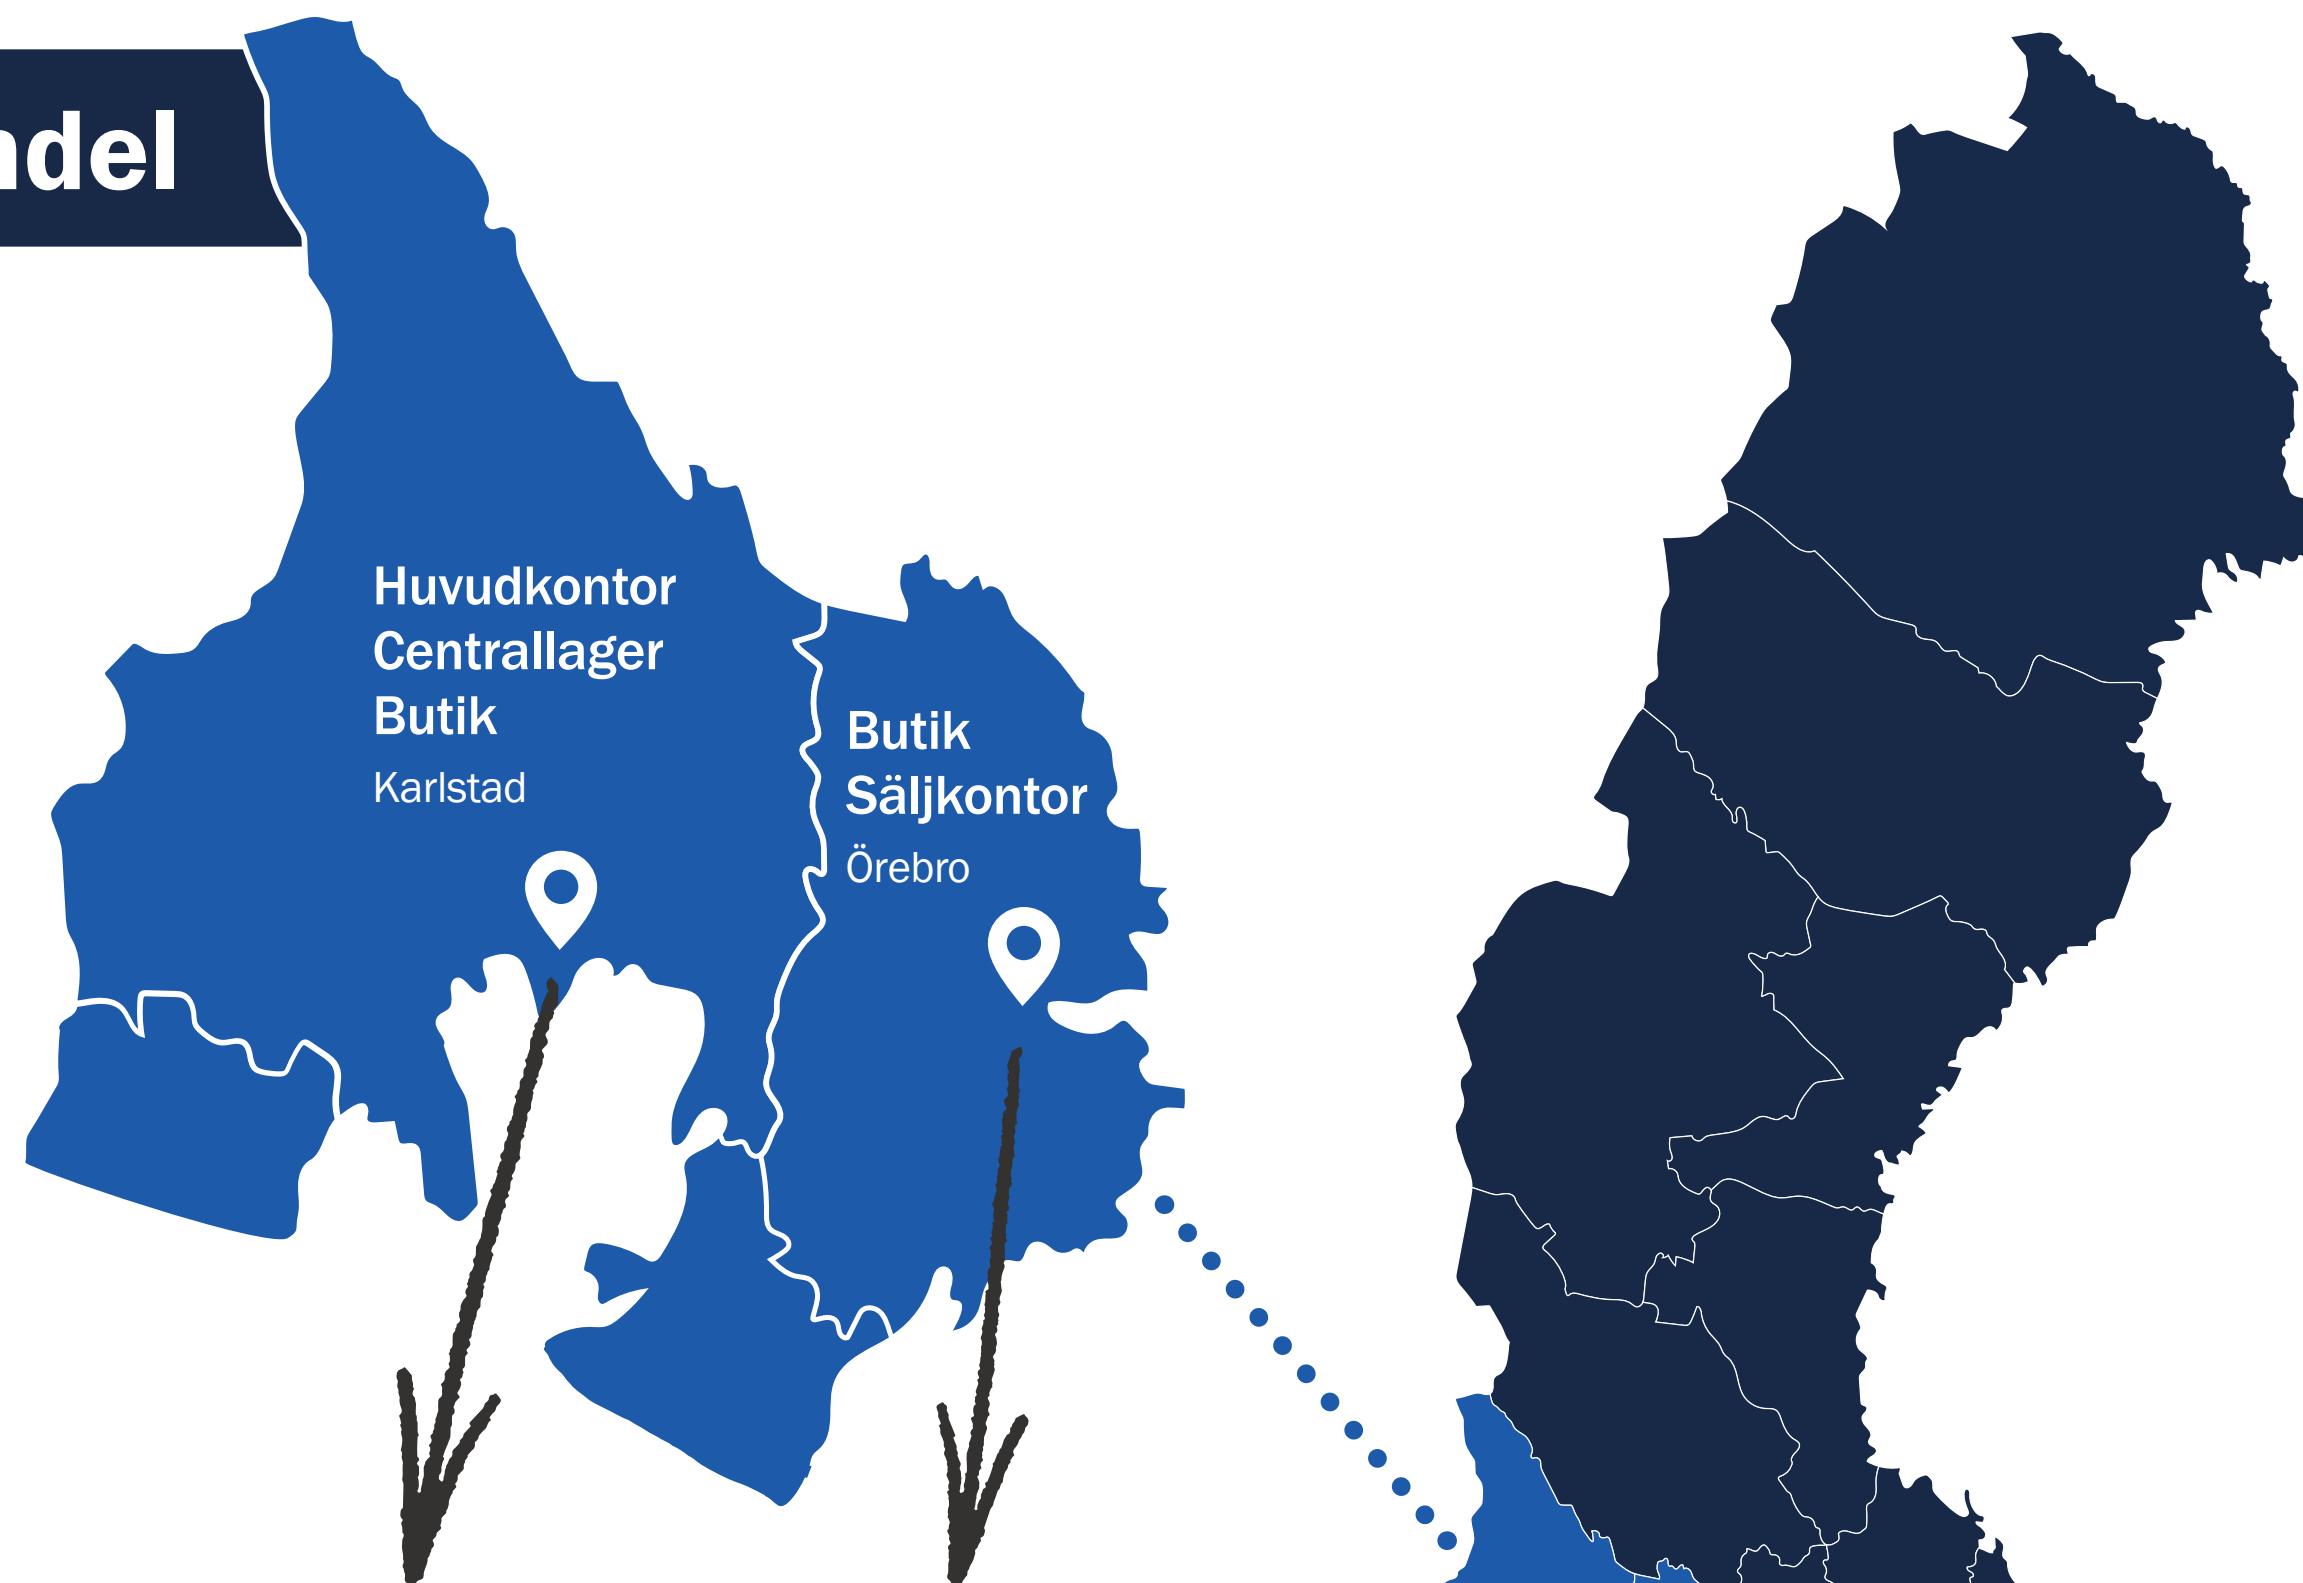 ndel
Huvudkontor
Centrallager
Butik
Karlstad
Butik
Säljkontor
Örebro